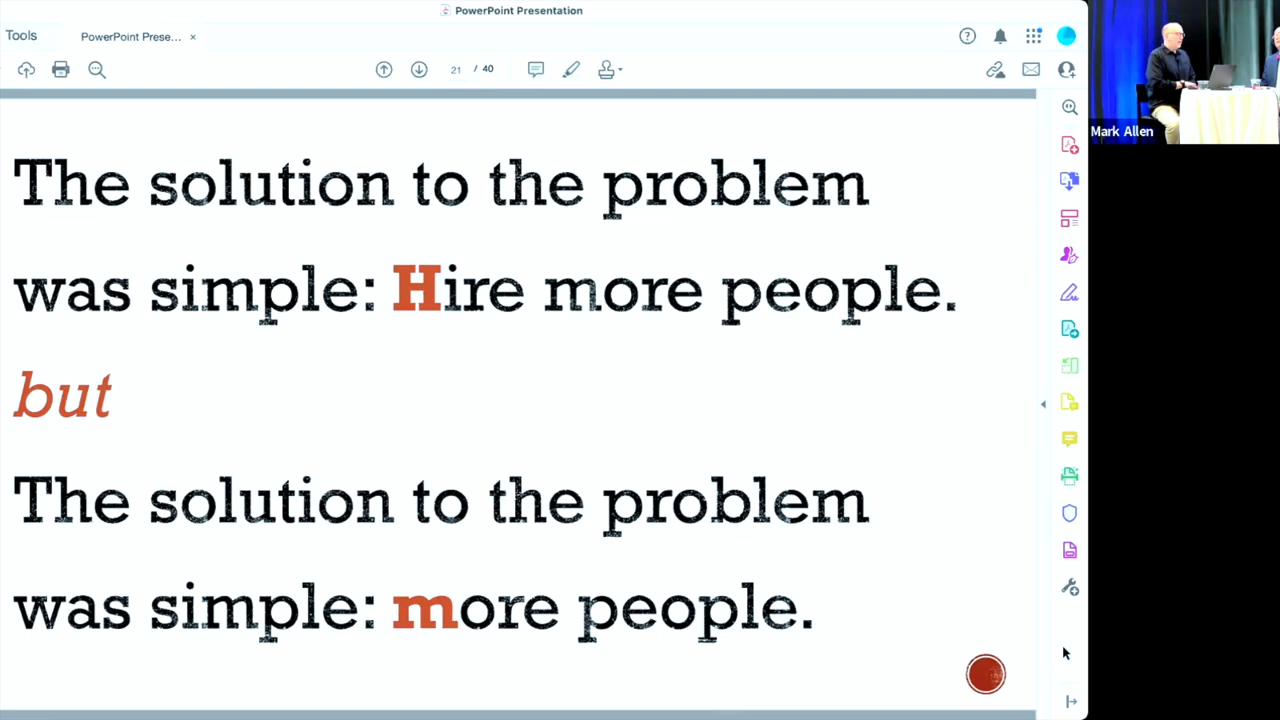 PowerPoint Presentation
Tools
PowerPoint Prese... ×
21 / 40
Mark Allen
The solution to the problem
was simple: Hire more people.
but
The solution to the problem
was simple: more people.